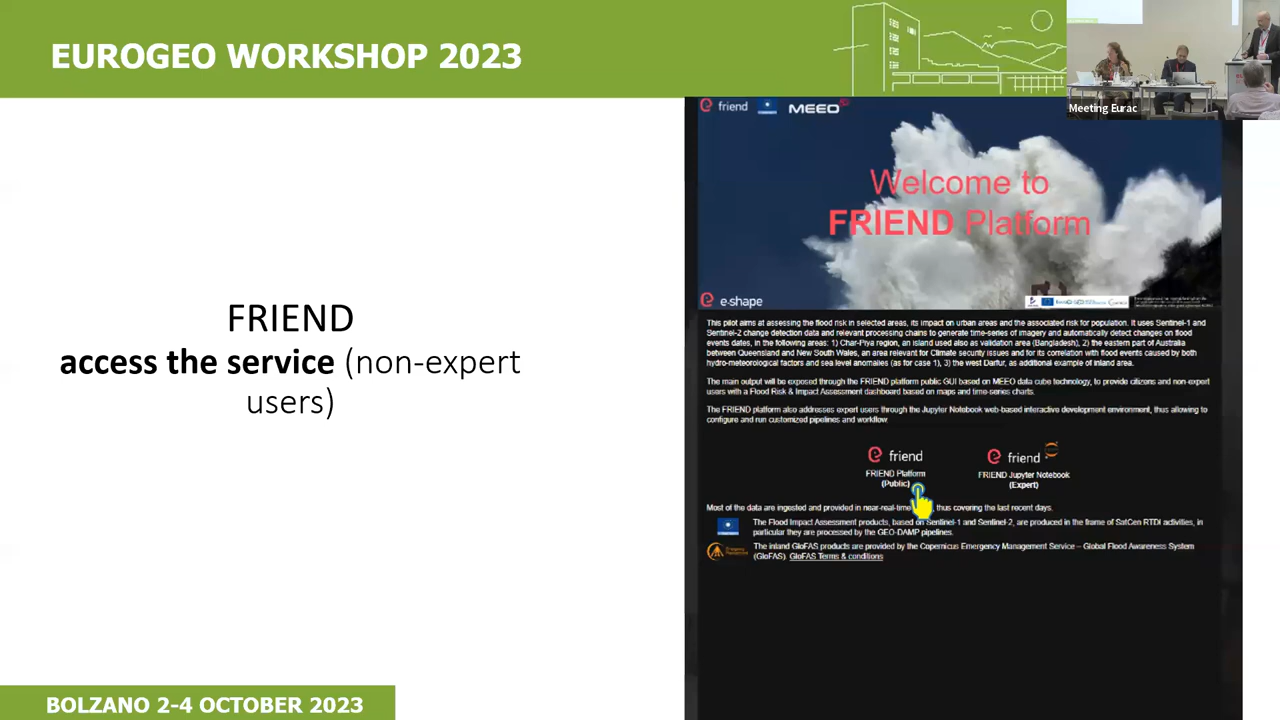 EUROGEO WORKSHOP 2023
Meeting Eurac
FRIEND
access the service (non-expert
users)
friend
MEEO
Welcome to
FRIEND Platform
e-shape
This pilot aims at assessing the flood risk in selected areas, its impact on urban areas and the associated risk for population. It uses Sentinel-1 and
Sentinel-2 change detection data and relevant processing chains to generate time-series of imagery and automatically detect changes on flood
events dates, in the following areas: 1) Char-Piya region, an island used also as validation area (Bangladesh), 2) the eastern part of Australia
between Queensland and New South Wales, an area relevant for Climate security issues and for its correlation with flood events caused by both
hydro-meteorological factors and sea level anomalies (as for case 1), 3) the west Darfur, as additional example of inland area.
The main output will be exposed through the FRIEND platform public GUI based on MEEO data cube technology, to provide citizens and non-expert
users with a Flood Risk & Impact Assessment dashboard based on maps and time-series charts.
The FRIEND platform also addresses expert users through the Jupyter Notebook web-based interactive development environment, thus allowing to
configure and run customized pipelines and workflow.
friend
FRIEND Platform
(Public)
friend
FRIEND Jupyter Notebook
(Expert)
Most of the data are ingested and provided in near-real-time thus covering the last recent days.
The Flood Impact Assessment products, based on Sentinel-1 and Sentinel-2, are produced in the frame of SatCen RTDI activities, in
particular they are processed by the GEO-DAMP pipelines.
The inland GloFAS products are provided by the Copernicus Emergency Management Service – Global Flood Awareness System
(GloFAS). GloFAS Terms & conditions
BOLZANO 2-4 OCTOBER 2023